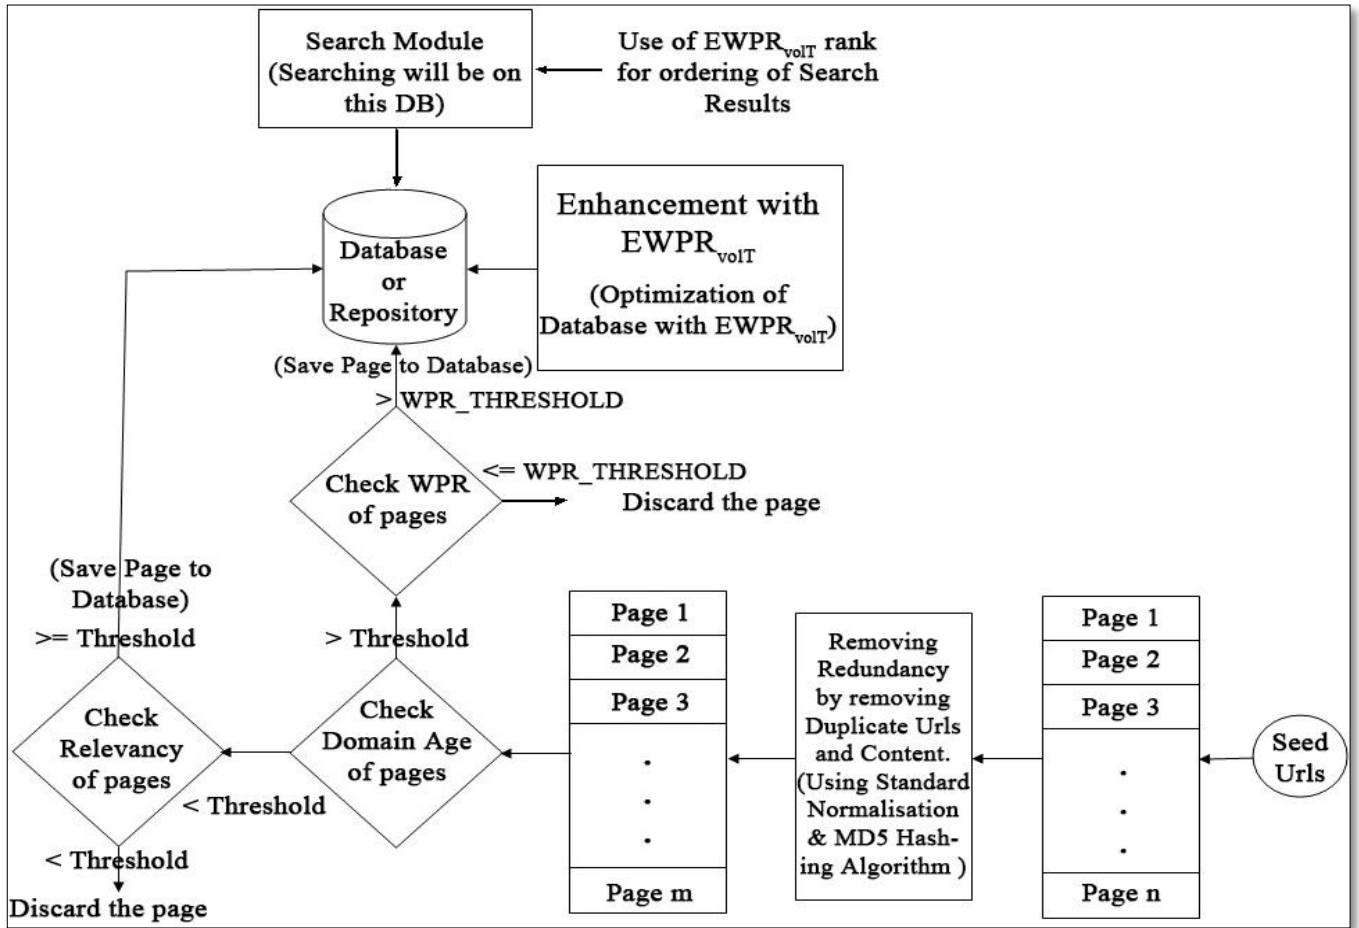 Search Module
(Searching will be on
this DB)
Use of EWPRvolT rank
for ordering of Search
Results
Database
or
Repository
Enhancement with
EWPRvolT
(Optimization of
Database with EWPRvolT)
(Save Page to Database)
> WPR_THRESHOLD
Check WPR
of pages
<= WPR_THRESHOLD
Discard the page
(Save Page to
Database)
>= Threshold
Check
Relevancy
of pages
< Threshold
Discard the page
> Threshold
Check
Domain Age
of pages
< Threshold
Page 1
Page 2
Page 3
.
.
.
Page m
Removing
Redundancy
by removing
Duplicate Urls
and Content.
(Using Standard
Normalisation
& MD5 Hash-
ing Algorithm )
Page 1
Page 2
Page 3
.
.
.
Page n
Seed
Urls